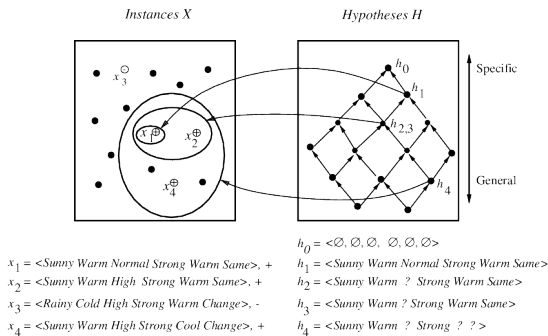 Instances X
Hypotheses H
x3
x1
x2
x4
h0
h1
h2,3
h4
Specific
General
h0 = <∅, ∅, ∅, ∅, ∅, ∅>
x1 = <Sunny Warm Normal Strong Warm Same>, +
h1 = <Sunny Warm Normal Strong Warm Same>
x2 = <Sunny Warm High Strong Warm Same>, +
h2 = <Sunny Warm ? Strong Warm Same>
x3 = <Rainy Cold High Strong Warm Change>, -
h3 = <Sunny Warm ? Strong Warm Same>
x4 = <Sunny Warm High Strong Cool Change>, +
h4 = <Sunny Warm ? Strong ? ?>